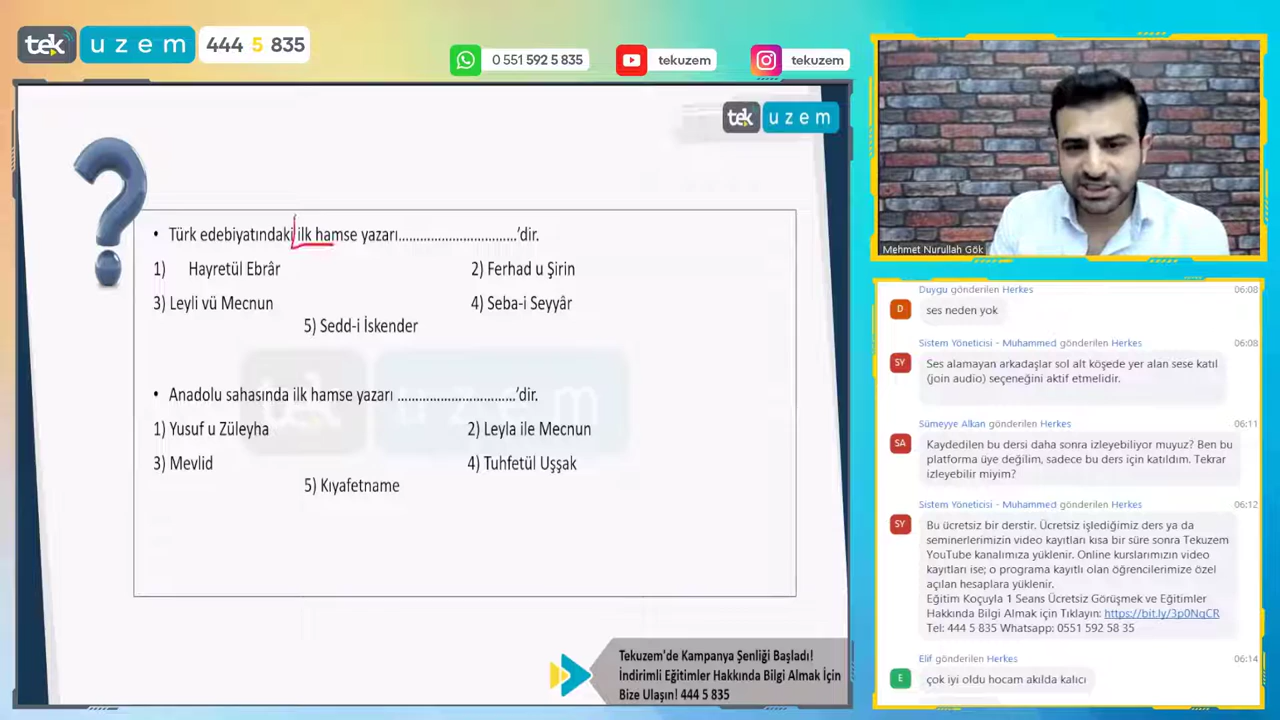 tek uzem 444 5 835
0 551 592 5 835
tekuzem
tekuzem
tek uzem
• Türk edebiyatındaki ilk hamse yazarı.................................'dir.
1) Hayretül Ebrâr
2) Ferhad u Şirin
3) Leyli vü Mecnun
4) Seba-i Seyyâr
5) Sedd-i İskender
• Anadolu sahasında ilk hamse yazarı .................................'dir.
1) Yusuf u Züleyha
2) Leyla ile Mecnun
3) Mevlid
4) Tuhfetül Uşşak
5) Kıyafetname
tek uzem
Tekuzem'de Kampanya Şenliği Başladı!
İndirimli Eğitimler Hakkında Bilgi Almak İçin
Bize Ulaşın! 444 5 835
Mehmet Nurullah Gök
Duygu gönderilen Herkes 06:08
D
ses neden yok
Sistem Yöneticisi - Muhammed gönderilen Herkes 06:08
SY
Ses alamayan arkadaşlar sol alt köşede yer alan sese katıl
(join audio) seçeneğini aktif etmelidir.
Sümeyye Alkan gönderilen Herkes 06:11
SA
Kaydedilen bu dersi daha sonra izleyebiliyor muyuz? Ben bu
platforma üye değilim, sadece bu ders için katıldım. Tekrar
izleyebilir miyim?
Sistem Yöneticisi - Muhammed gönderilen Herkes 06:12
SY
Bu ücretsiz bir derstir. Ücretsiz işlediğimiz ders ya da
seminerlerimizin video kayıtları kısa bir süre sonra Tekuzem
YouTube kanalımıza yüklenir. Online kurslarımızın video
kayıtları ise; o programa kayıtlı olan öğrencilerimize özel
açılan hesaplara yüklenir.
Eğitim Koçuyla 1 Seans Ücretsiz Görüşmek ve Eğitimler
Hakkında Bilgi Almak için Tıklayın: https://bit.ly/3p0NgCR
Tel: 444 5 835 Whatsapp: 0551 592 58 35
Elif gönderilen Herkes 06:14
E
çok iyi oldu hocam akılda kalıcı